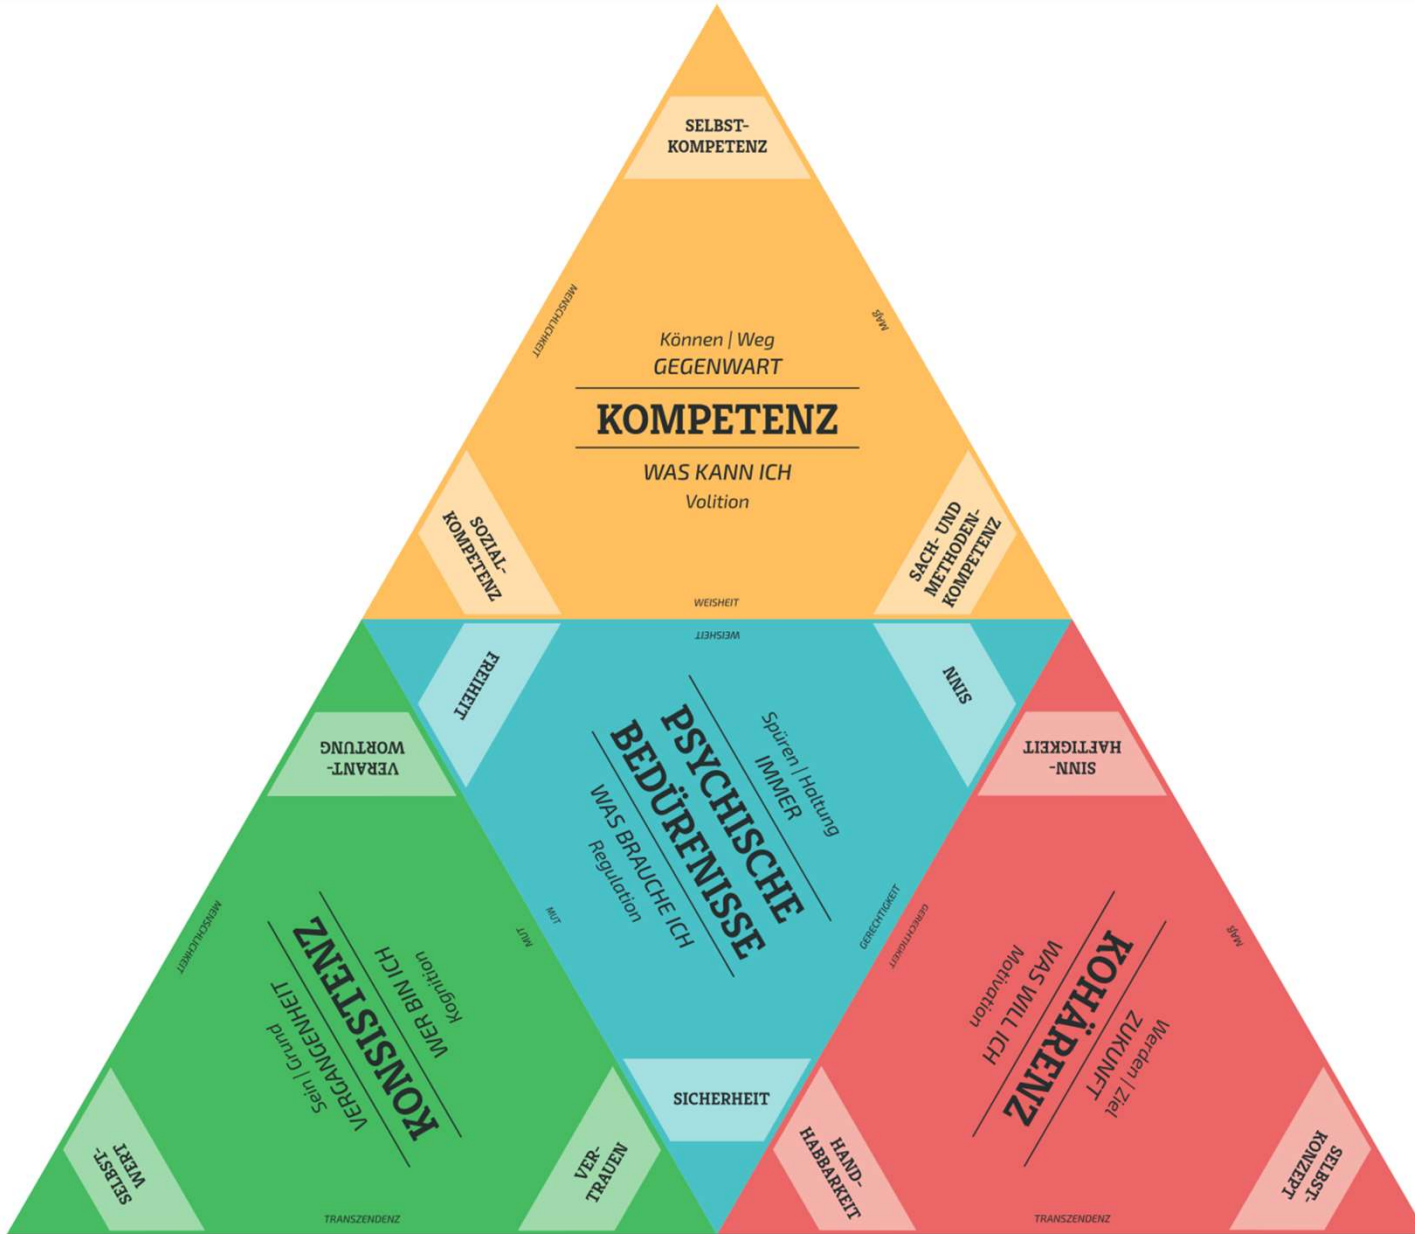 SELBST-
KOMPETENZ
MENSCHLICHKEIT
MAẞ
Können | Weg
GEGENWART
KOMPETENZ
WAS KANN ICH
Volition
SOZIAL-
KOMPETENZ
SACH- UND
METHODEN-
KOMPETENZ
WEISHEIT
WEISHEIT
FREIHEIT
SINN
Spüren | Haltung
IMMER
PSYCHISCHE
BEDÜRFNISSE
WAS BRAUCHE ICH
Regulation
MUT
GERECHTIGKEIT
SICHERHEIT
VERANT-
WORTUNG
MENSCHLICHKEIT
MUT
Sein | Grund
VERGANGENHEIT
KONSISTENZ
WER BIN ICH
Kognition
SELBST-
WERT
VER-
TRAUEN
TRANSZENDENZ
SINN-
HAFTIGKEIT
GERECHTIGKEIT
MAẞ
Werden | Ziel
ZUKUNFT
KOHÄRENZ
WAS WILL ICH
Motivation
HAND-
HABBARKEIT
SELBST-
KONZEPT
TRANSZENDENZ